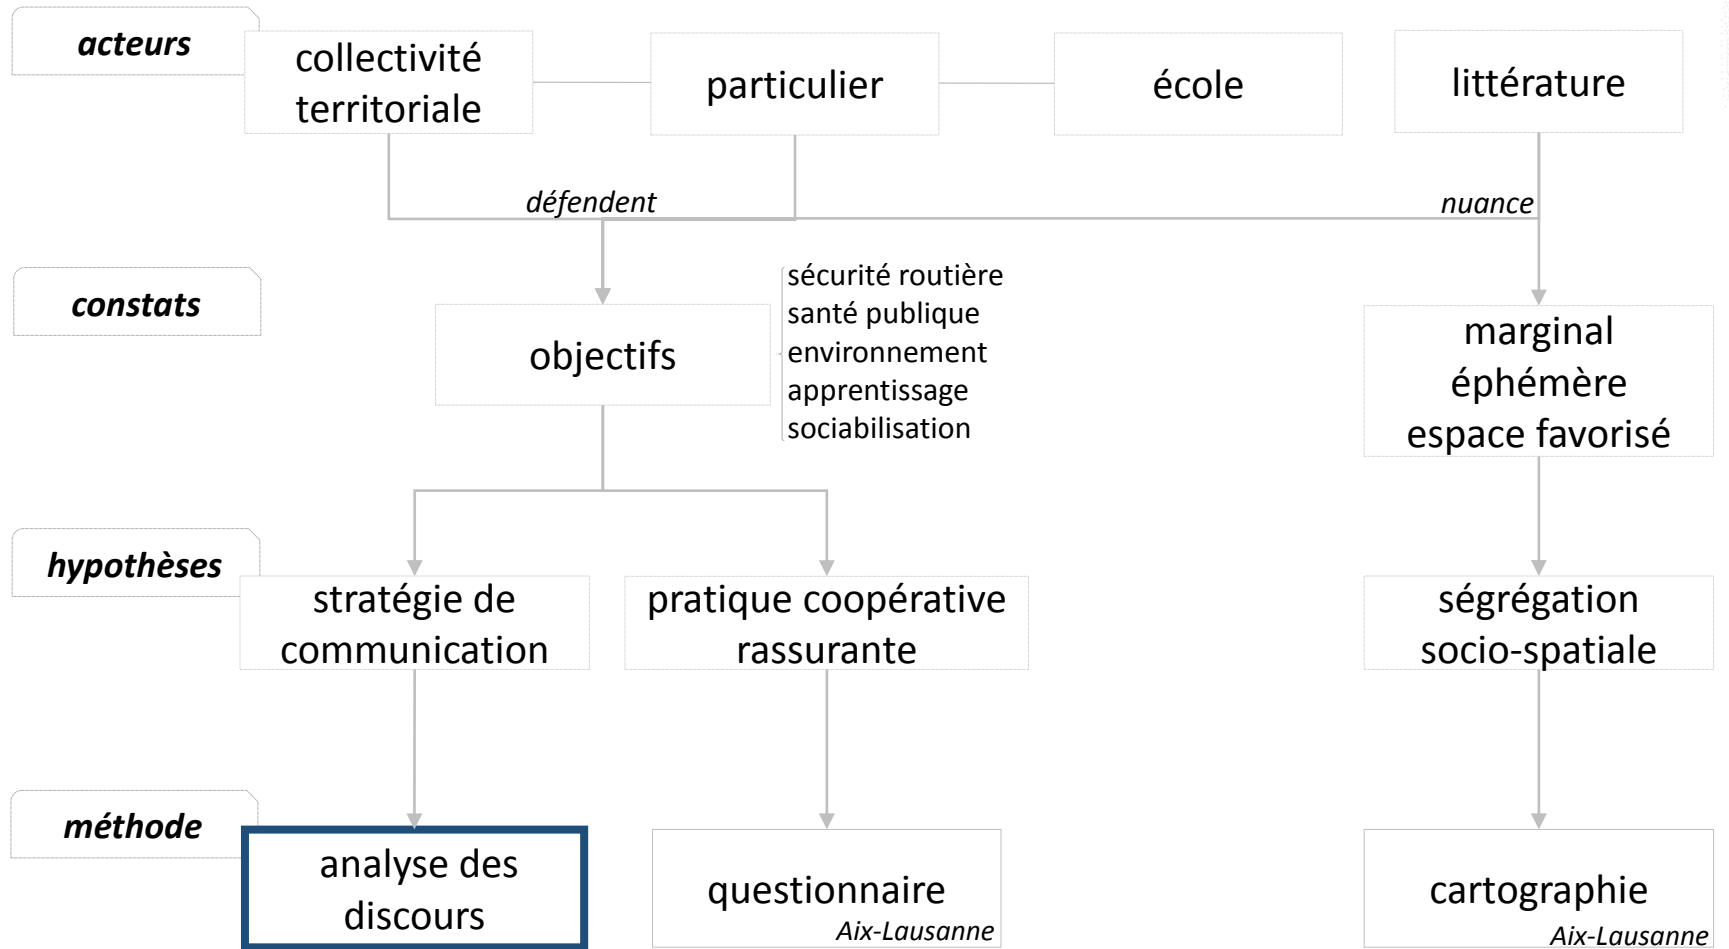 acteurs
collectivité
territoriale
particulier
école
littérature
défendent
nuance
constats
objectifs
sécurité routière
santé publique
environnement
apprentissage
sociabilisation
marginal
éphémère
espace favorisé
hypothèses
stratégie de
communication
pratique coopérative
rassurante
ségrégation
socio-spatiale
méthode
analyse des
discours
questionnaire
Aix-Lausanne
cartographie
Aix-Lausanne